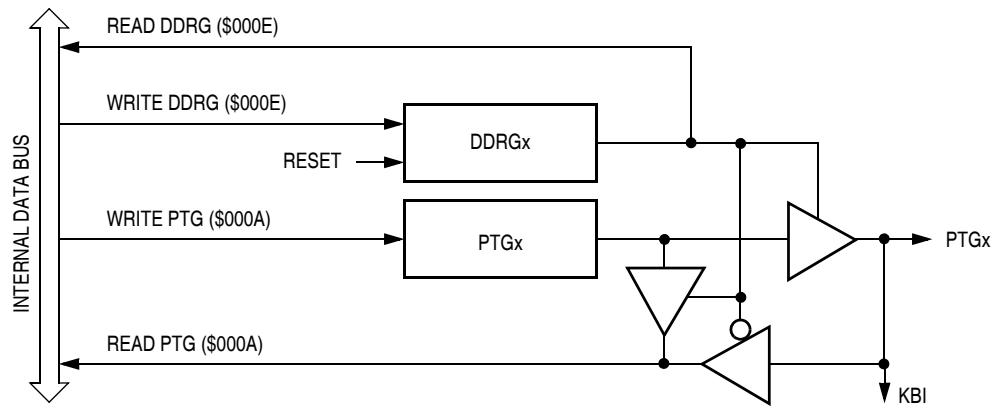 READ DDRG ($000E)
WRITE DDRG ($000E)
DDRGx
RESET
INTERNAL DATA BUS
WRITE PTG ($000A)
PTGx
PTGx
READ PTG ($000A)
KBI